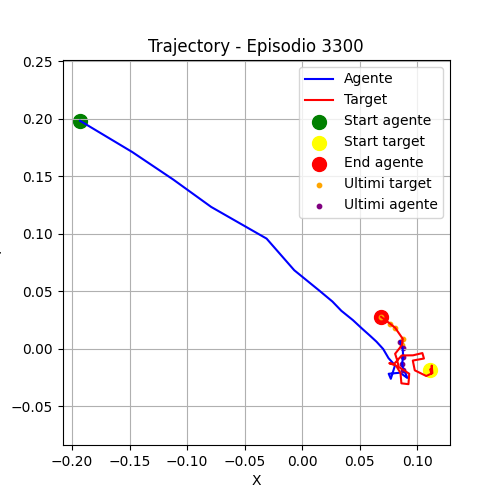 Trajectory - Episodio 3300
Agente
Target
Start agente
Start target
End agente
Ultimi target
Ultimi agente
0.25
0.20
0.15
0.10
0.05
0.00
−0.05
−0.20
−0.15
−0.10
−0.05
0.00
0.05
0.10
X